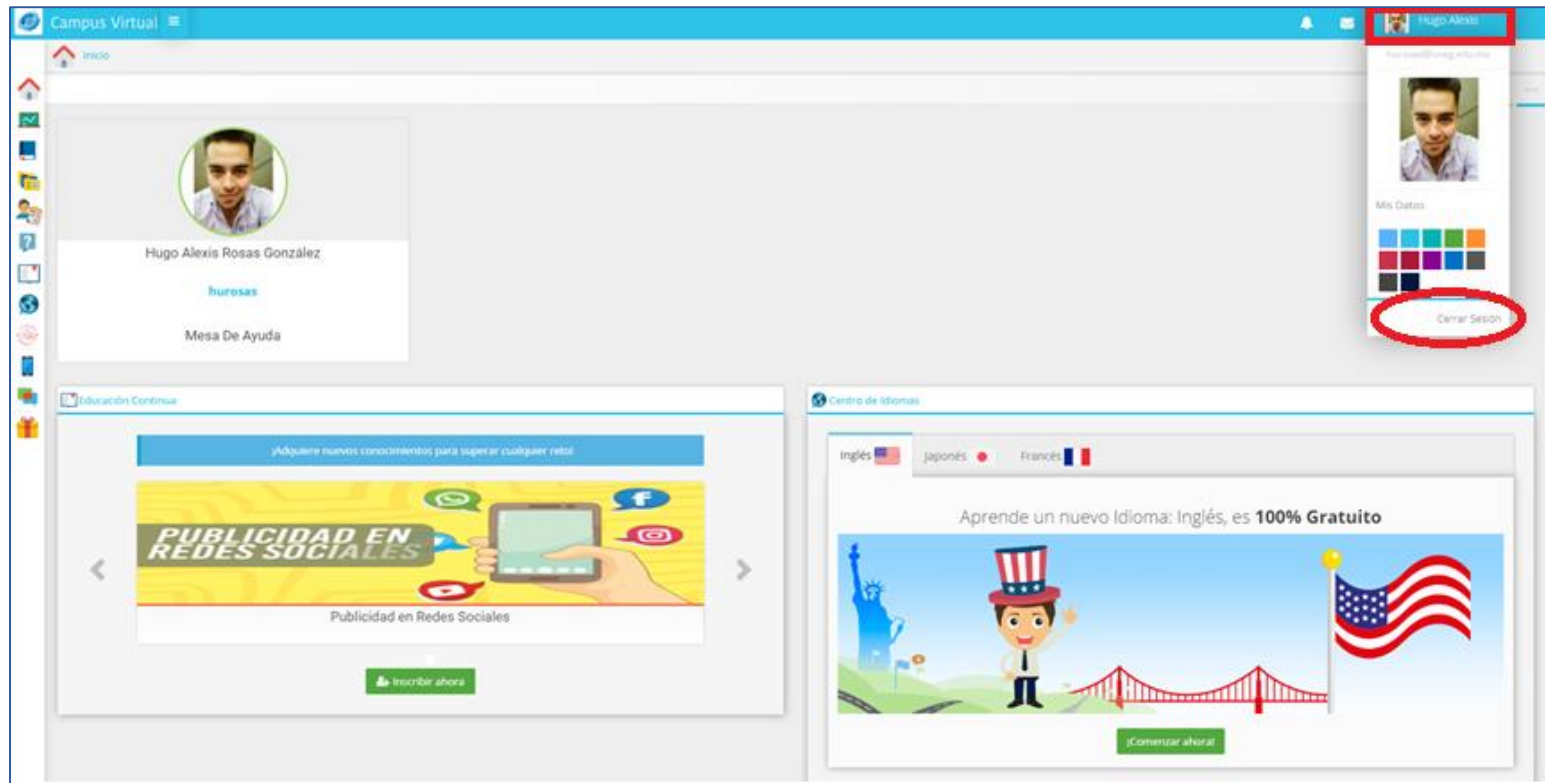 Campus Virtual
Hugo Alexis
Inicio
Mis Datos
Cerrar Sesión
Hugo Alexis Rosas González
hurosas
Mesa De Ayuda
Educación Continua
¡Adquiere nuevos conocimientos para superar cualquier reto!
PUBLICIDAD EN
REDES SOCIALES
Publicidad en Redes Sociales
Inscribir ahora
Centro de Idiomas
Inglés Japonés Francés
Aprende un nuevo Idioma: Inglés, es 100% Gratuito
¡Comenzar ahora!